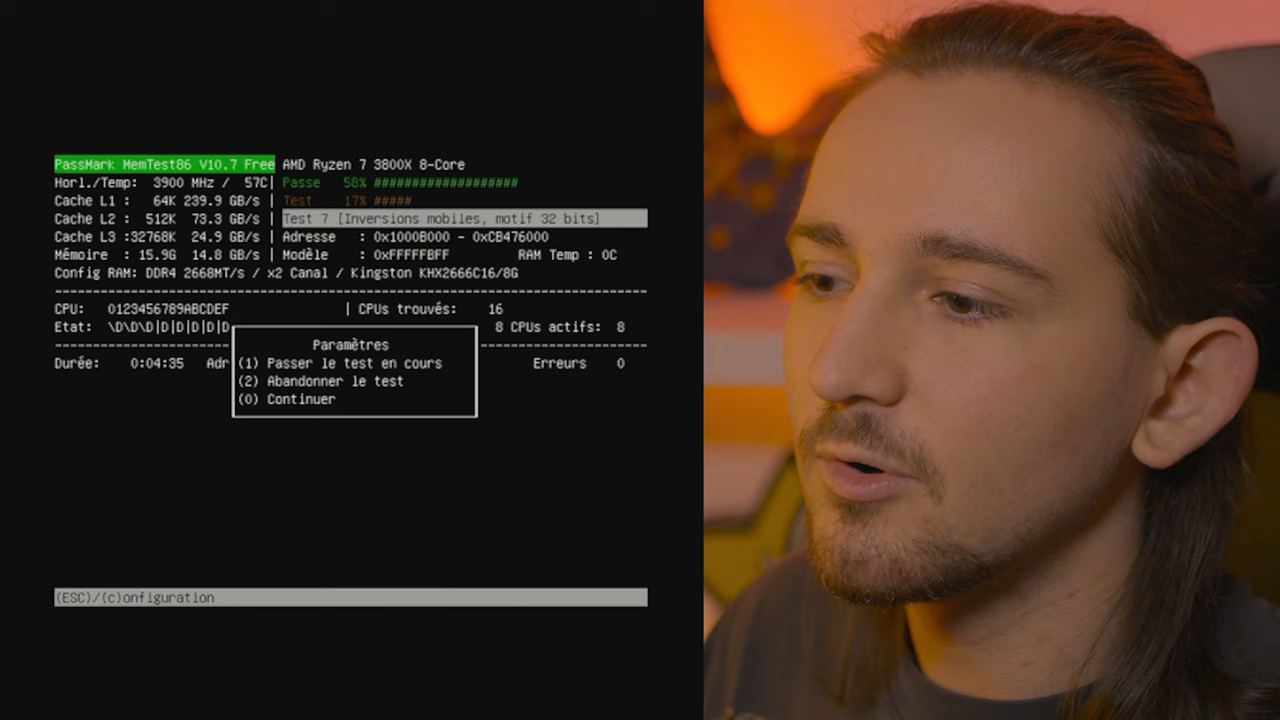 PassMark MemTest86 V10.7 Free AMD Ryzen 7 3800X 8-Core
Horl./Temp: 3900 MHz / 57C| Passe 58% ###################
Cache L1 : 64K 239.9 GB/s | Test 17% #####
Cache L2 : 512K 73.3 GB/s | Test 7 [Inversions mobiles, motif 32 bits]
Cache L3 :32768K 24.9 GB/s | Adresse : 0x1000B000 - 0xCB476000
Mémoire : 15.9G 14.8 GB/s | Modèle : 0xFFFFFBFF RAM Temp : 0C
Config RAM: DDR4 2668MT/s / x2 Canal / Kingston KHX2666C16/8G
CPU: 0123456789ABCDEF | CPUs trouvés: 16
Etat: \D\D\D|D|D|D|D|D 8 CPUs actifs: 8
Durée: 0:04:35 Adr Erreurs 0
Paramètres
(1) Passer le test en cours
(2) Abandonner le test
(0) Continuer
(ESC)/(c)onfiguration